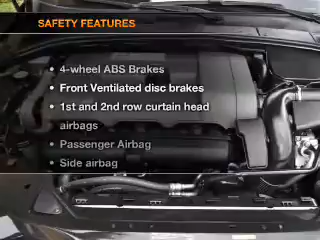 SAFETY FEATURES
• 4-wheel ABS Brakes
• Front Ventilated disc brakes
• 1st and 2nd row curtain head
airbags
• Passenger Airbag
• Side airbag